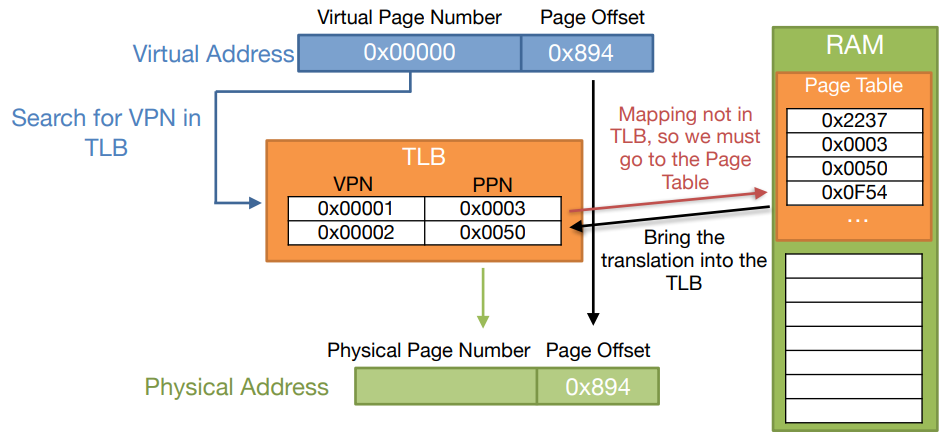 Virtual Page Number Page Offset
Virtual Address 0x00000 0x894
Search for VPN in
TLB
TLB
VPN PPN
0x00001 0x0003
0x00002 0x0050
Mapping not in
TLB, so we must
go to the Page
Table
Bring the
translation into the
TLB
RAM
Page Table
0x2237
0x0003
0x0050
0x0F54
...
Physical Page Number Page Offset
Physical Address 0x894